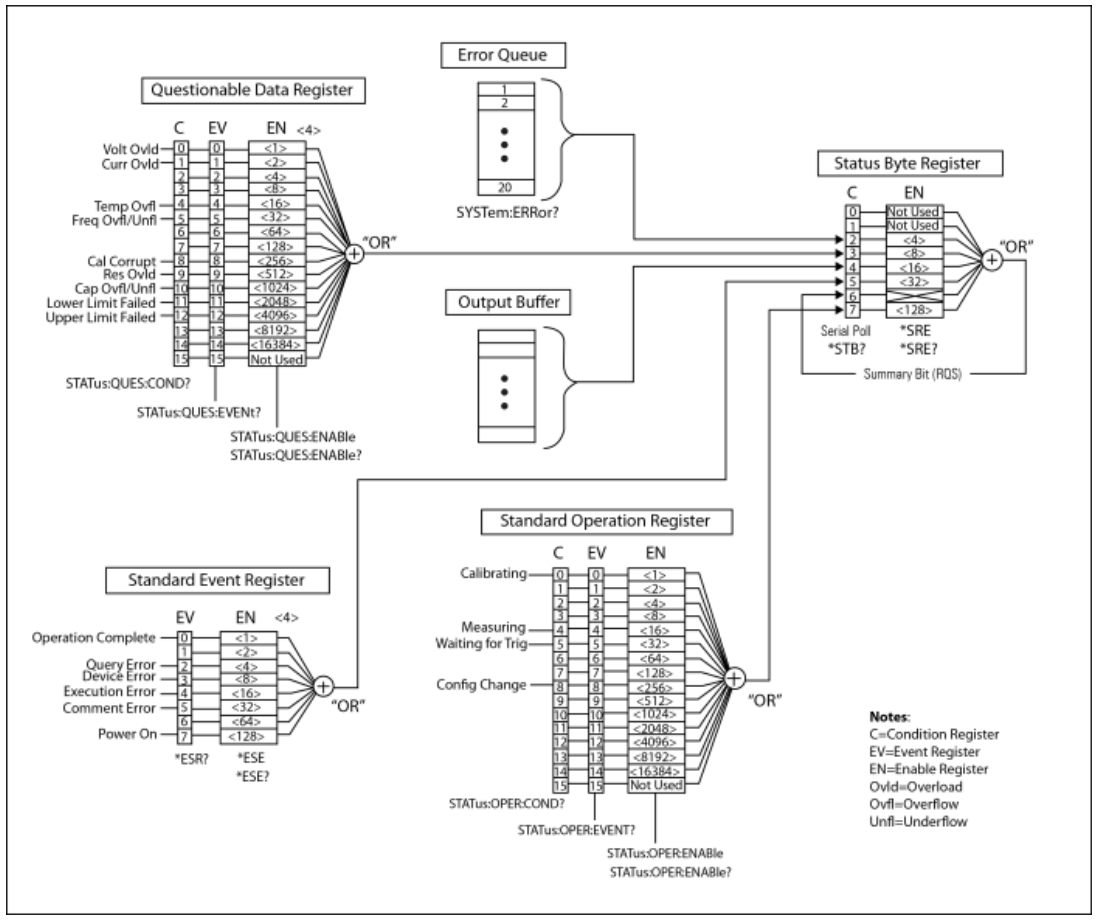 Error Queue
1
2
20
SYSTem:ERRor?
Questionable Data Register
C EV EN <4>
Volt Ovld 0 0 <1>
Curr Ovld 1 1 <2>
2 2 <4>
3 3 <8>
Temp Ovfl 4 4 <16>
Freq Ovfl/Unfl 5 5 <32>
6 6 <64>
7 7 <128>
Cal Corrupt 8 8 <256>
Res Ovld 9 9 <512>
Cap Ovfl/Unfl 10 10 <1024>
Lower Limit Failed 11 11 <2048>
Upper Limit Failed 12 12 <4096>
13 13 <8192>
14 14 <16384>
15 15 Not Used
"OR"
STATus:QUES:COND?
STATus:QUES:EVENt?
STATus:QUES:ENABle
STATus:QUES:ENABle?
Output Buffer
Status Byte Register
C EN
0 Not Used
1 Not Used
2 <4>
3 <8>
4 <16>
5 <32>
6
7 <128>
"OR"
Serial Poll *SRE
*STB? *SRE?
Summary Bit (RQS)
Standard Event Register
EV EN <4>
Operation Complete 0 <1>
1 <2>
Query Error 2 <4>
Device Error 3 <8>
Execution Error 4 <16>
Comment Error 5 <32>
6 <64>
Power On 7 <128>
"OR"
*ESR? *ESE
*ESE?
Standard Operation Register
C EV EN
Calibrating 0 0 <1>
1 1 <2>
2 2 <4>
3 3 <8>
Measuring 4 4 <16>
Waiting for Trig 5 5 <32>
6 6 <64>
7 7 <128>
Config Change 8 8 <256>
9 9 <512>
10 10 <1024>
11 11 <2048>
12 12 <4096>
13 13 <8192>
14 14 <16384>
15 15 Not Used
"OR"
STATus:OPER:COND?
STATus:OPER:EVENT?
STATus:OPER:ENABle
STATus:OPER:ENABle?
Notes:
C=Condition Register
EV=Event Register
EN=Enable Register
Ovld=Overload
Ovfl=Overflow
Unfl=Underflow